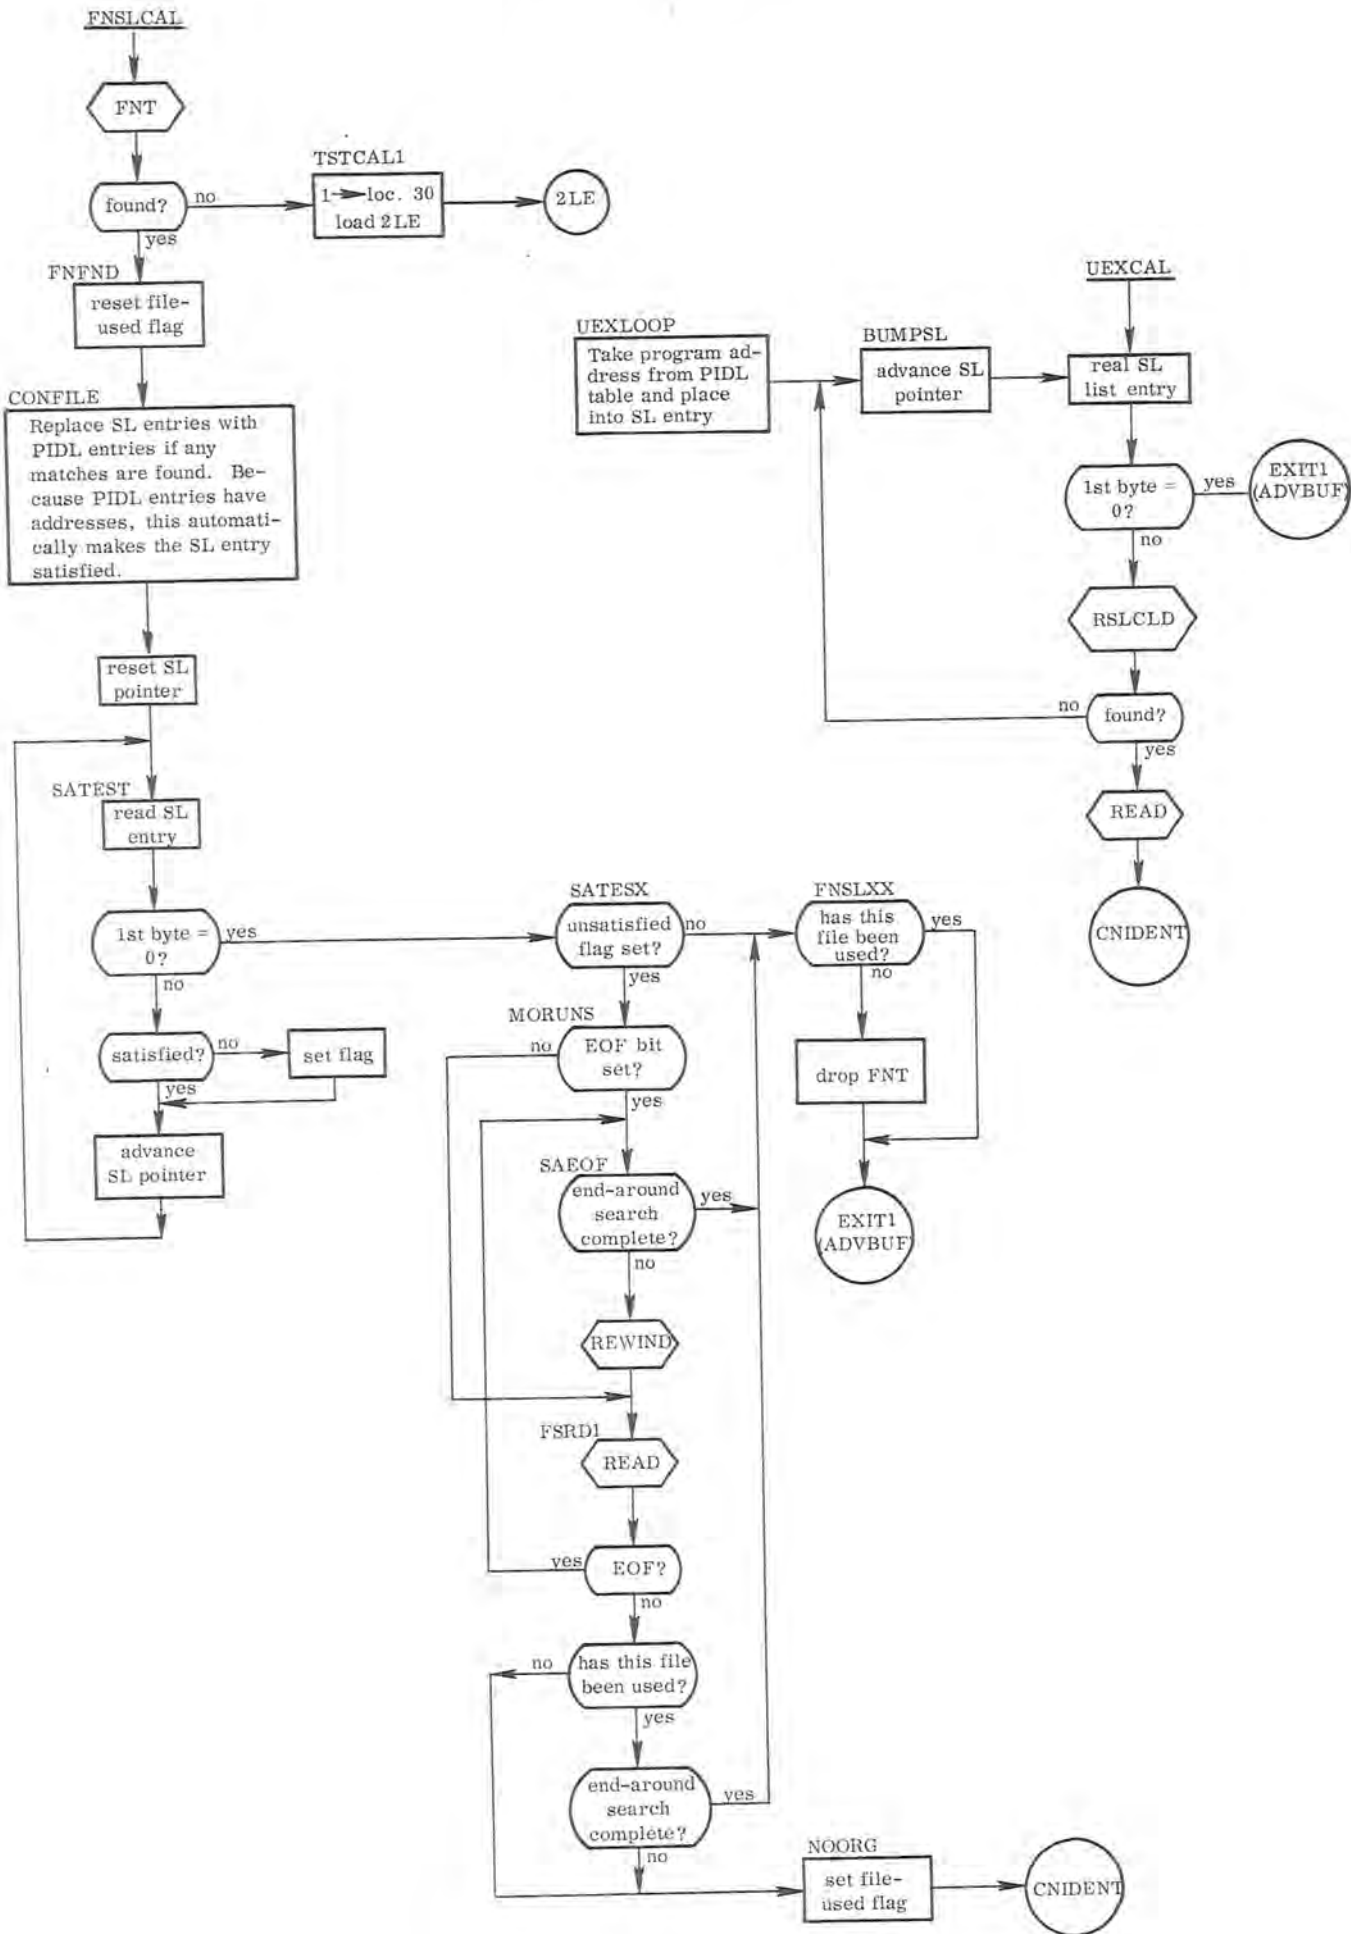 FNSLCAL
FNT
found?
no
yes
TSTCAL1
1→loc. 30
load 2LE
2LE
FNFND
reset file-
used flag
CONFILE
Replace SL entries with
PIDL entries if any
matches are found. Be-
cause PIDL entries have
addresses, this automati-
cally makes the SL entry
satisfied.
reset SL
pointer
SATEST
read SL
entry
1st byte =
0?
yes
no
satisfied?
no
yes
set flag
advance
SL pointer
UEXLOOP
Take program ad-
dress from PIDL
table and place
into SL entry
BUMPSL
advance SL
pointer
UEXCAL
real SL
list entry
1st byte =
0?
yes
no
EXIT1
(ADVBUF)
RSLCLD
no
found?
yes
READ
CNIDENT
SATESX
unsatisfied
flag set?
no
yes
MORUNS
no
EOF bit
set?
yes
SAEOF
end-around
search
complete?
yes
no
REWIND
FSRD1
READ
yes
EOF?
no
no
has this file
been used?
yes
end-around
search
complete?
yes
no
FNSLXX
has this
file been
used?
yes
no
drop FNT
EXIT1
(ADVBUF)
NOORG
set file-
used flag
CNIDENT